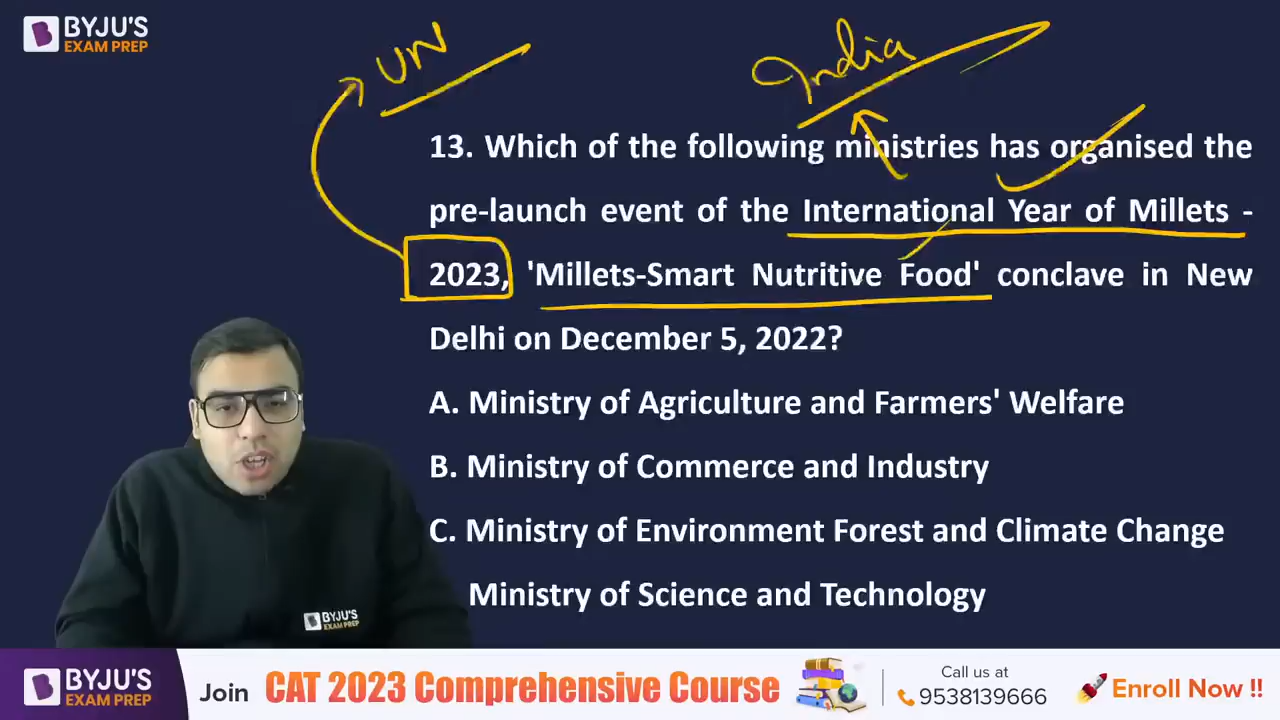 BYJU'S
EXAM PREP
UN
India
13. Which of the following ministries has organised the
pre-launch event of the International Year of Millets -
2023, 'Millets-Smart Nutritive Food' conclave in New
Delhi on December 5, 2022?
A. Ministry of Agriculture and Farmers' Welfare
B. Ministry of Commerce and Industry
C. Ministry of Environment Forest and Climate Change
Ministry of Science and Technology
BYJU'S
EXAM PREP
BYJU'S
EXAM PREP
Join CAT 2023 Comprehensive Course
Call us at
9538139666
Enroll Now !!